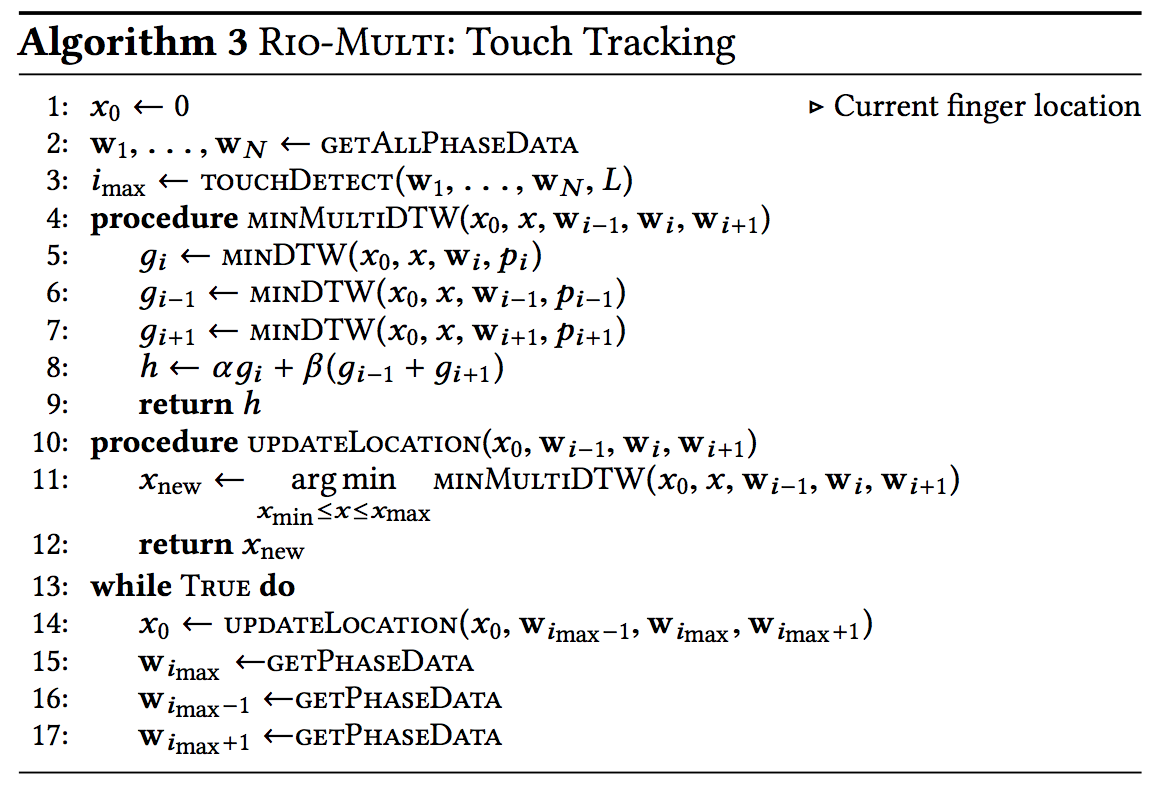 Algorithm 3 Rio-Multi: Touch Tracking
1: x₀ ← 0 ▷ Current finger location
2: w₁, . . . , w_N ← getAllPhaseData
3: i_max ← touchDetect(w₁, . . . , w_N, L)
4: procedure minMultiDTW(x₀, x, w_{i−1}, w_i, w_{i+1})
5: g_i ← minDTW(x₀, x, w_i, p_i)
6: g_{i−1} ← minDTW(x₀, x, w_{i−1}, p_{i−1})
7: g_{i+1} ← minDTW(x₀, x, w_{i+1}, p_{i+1})
8: h ← αg_i + β(g_{i−1} + g_{i+1})
9: return h
10: procedure updateLocation(x₀, w_{i−1}, w_i, w_{i+1})
11: x_new ← arg min minMultiDTW(x₀, x, w_{i−1}, w_i, w_{i+1})
x_min≤x≤x_max
12: return x_new
13: while True do
14: x₀ ← updateLocation(x₀, w_{i_max−1}, w_{i_max}, w_{i_max+1})
15: w_{i_max} ←getPhaseData
16: w_{i_max−1} ←getPhaseData
17: w_{i_max+1} ←getPhaseData